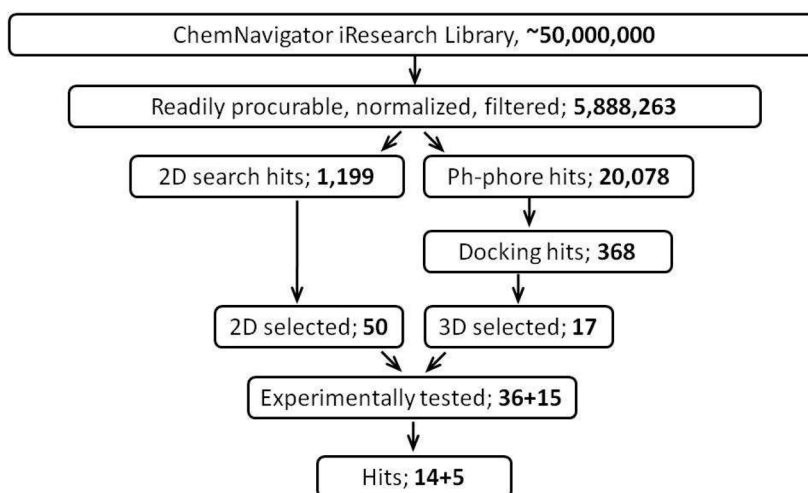 ChemNavigator iResearch Library, ~50,000,000
Readily procurable, normalized, filtered; 5,888,263
2D search hits; 1,199
Ph-phore hits; 20,078
Docking hits; 368
2D selected; 50
3D selected; 17
Experimentally tested; 36+15
Hits; 14+5